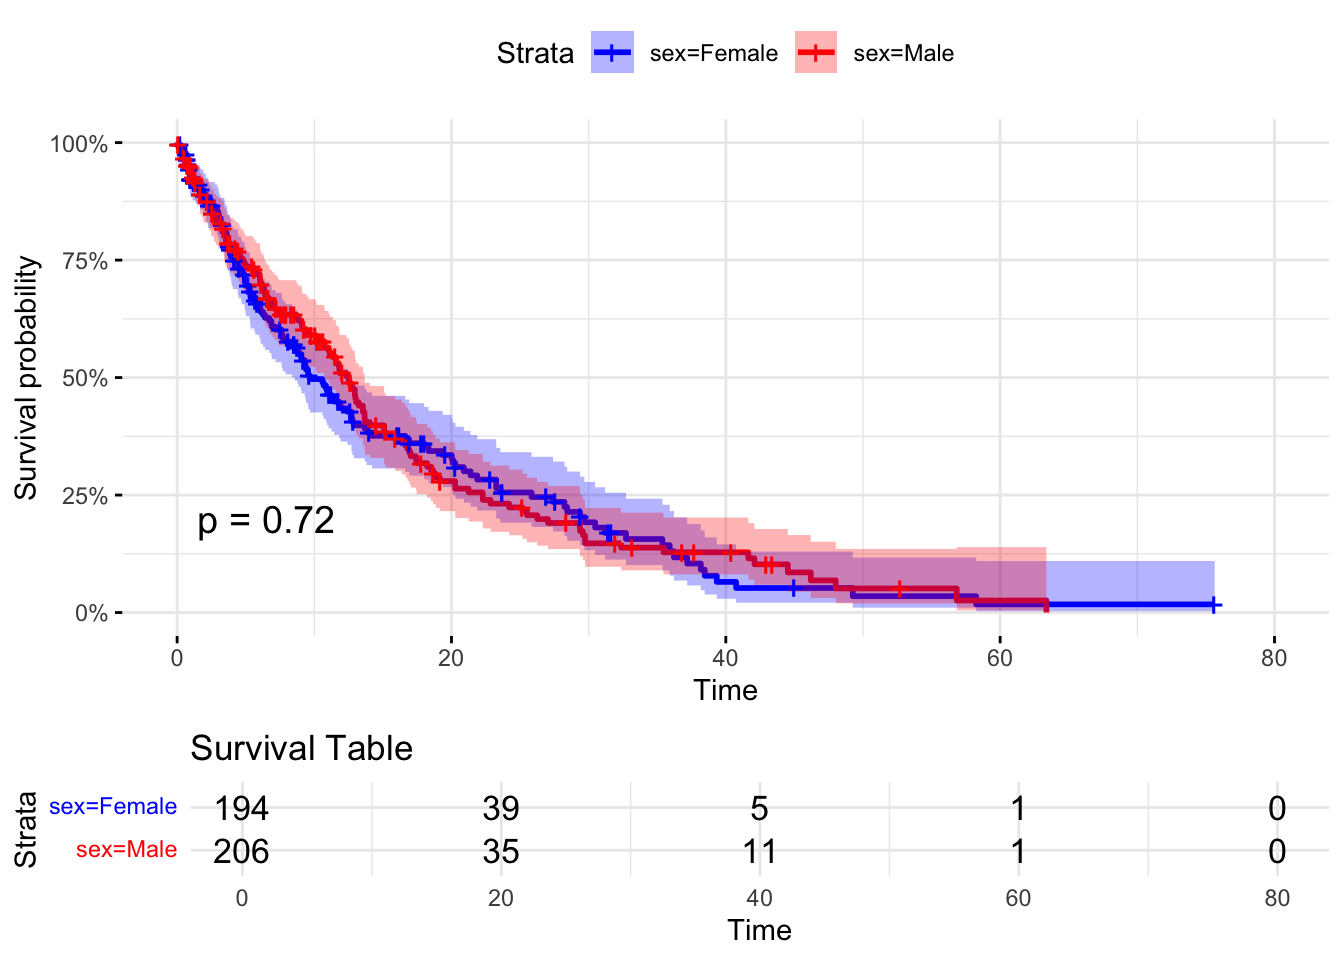 Strata sex=Female sex=Male
100%
75%
50%
25%
0%
Survival probability
p = 0.72
0 20 40 60 80
Time
Survival Table
Strata
sex=Female 194 39 5 1 0
sex=Male 206 35 11 1 0
0 20 40 60 80
Time